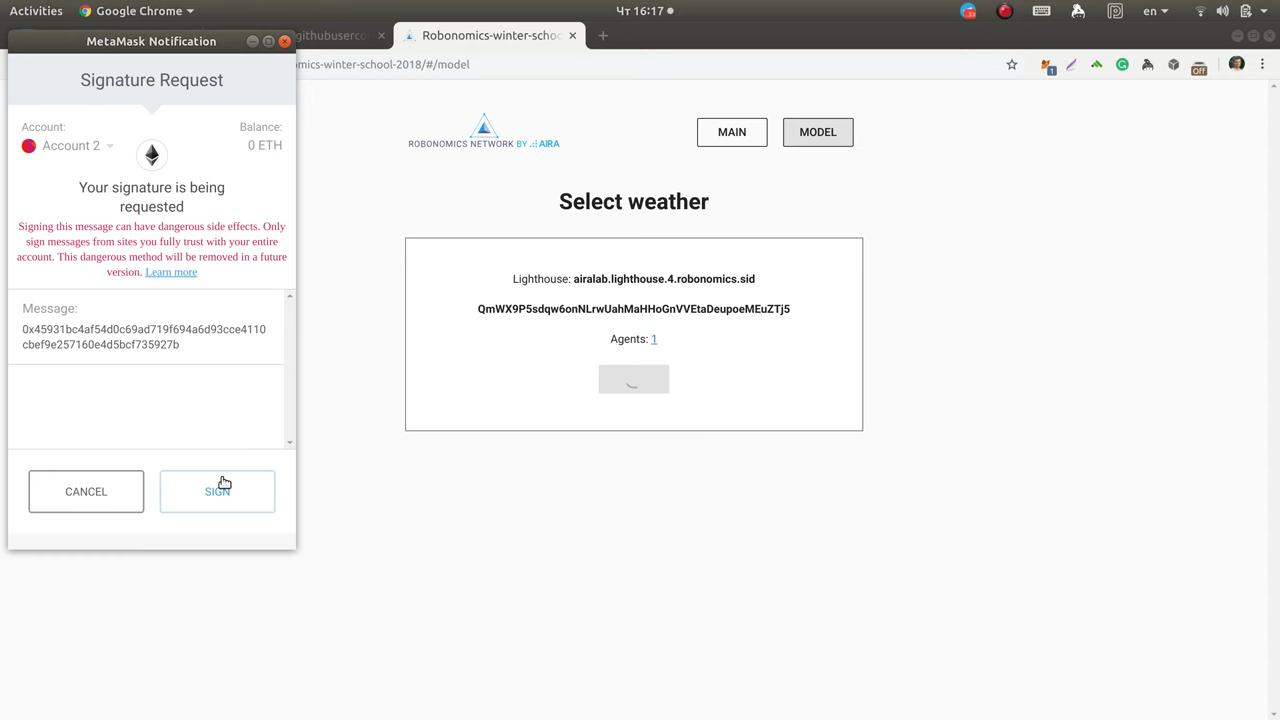 Activities
Google Chrome
Чт 16:17
en
MetaMask Notification
githubusercon
Robonomics-winter-schoo
omics-winter-school-2018/#/model
1
Off
Signature Request
Account:
Balance:
Account 2
0 ETH
Your signature is being
requested
Signing this message can have dangerous side effects. Only
sign messages from sites you fully trust with your entire
account. This dangerous method will be removed in a future
version. Learn more
Message:
0x45931bc4af54d0c69ad719f694a6d93cce4110
cbef9e257160e4d5bcf735927b
CANCEL
SIGN
ROBONOMICS NETWORK BY AIRA
MAIN
MODEL
Select weather
Lighthouse: airalab.lighthouse.4.robonomics.sid
QmWX9P5sdqw6onNLrwUahMaHHoGnVVEtaDeupoeMEuZTj5
Agents: 1